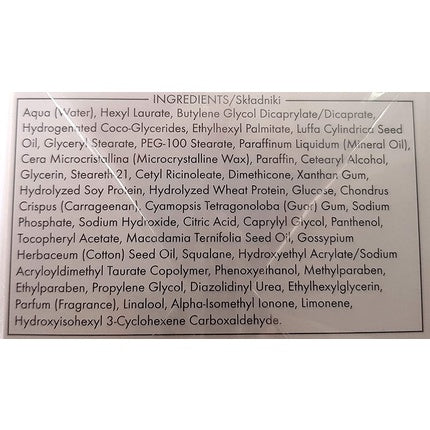 INGREDIENTS/Składniki
Aqua (Water), Hexyl Laurate, Butylene Glycol Dicaprylate/Dicaprate,
Hydrogenated Coco-Glycerides, Ethylhexyl Palmitate, Luffa Cylindrica Seed
Oil, Glyceryl Stearate, PEG-100 Stearate, Paraffinum Liquidum (Mineral Oil),
Cera Microcristallina (Microcrystalline Wax), Paraffin, Cetearyl Alcohol,
Glycerin, Steareth 21, Cetyl Ricinoleate, Dimethicone, Xanthan Gum,
Hydrolyzed Soy Protein, Hydrolyzed Wheat Protein, Glucose, Chondrus
Crispus (Carrageenan), Cyamopsis Tetragonoloba (Guar) Gum, Sodium
Phosphate, Sodium Hydroxide, Citric Acid, Caprylyl Glycol, Panthenol,
Tocopheryl Acetate, Macadamia Ternifolia Seed Oil, Gossypium
Herbaceum (Cotton) Seed Oil, Squalane, Hydroxyethyl Acrylate/Sodium
Acryloyldimethyl Taurate Copolymer, Phenoxyethanol, Methylparaben,
Ethylparaben, Propylene Glycol, Diazolidinyl Urea, Ethylhexylglycerin,
Parfum (Fragrance), Linalool, Alpha-Isomethyl Ionone, Limonene,
Hydroxyisohexyl 3-Cyclohexene Carboxaldehyde.